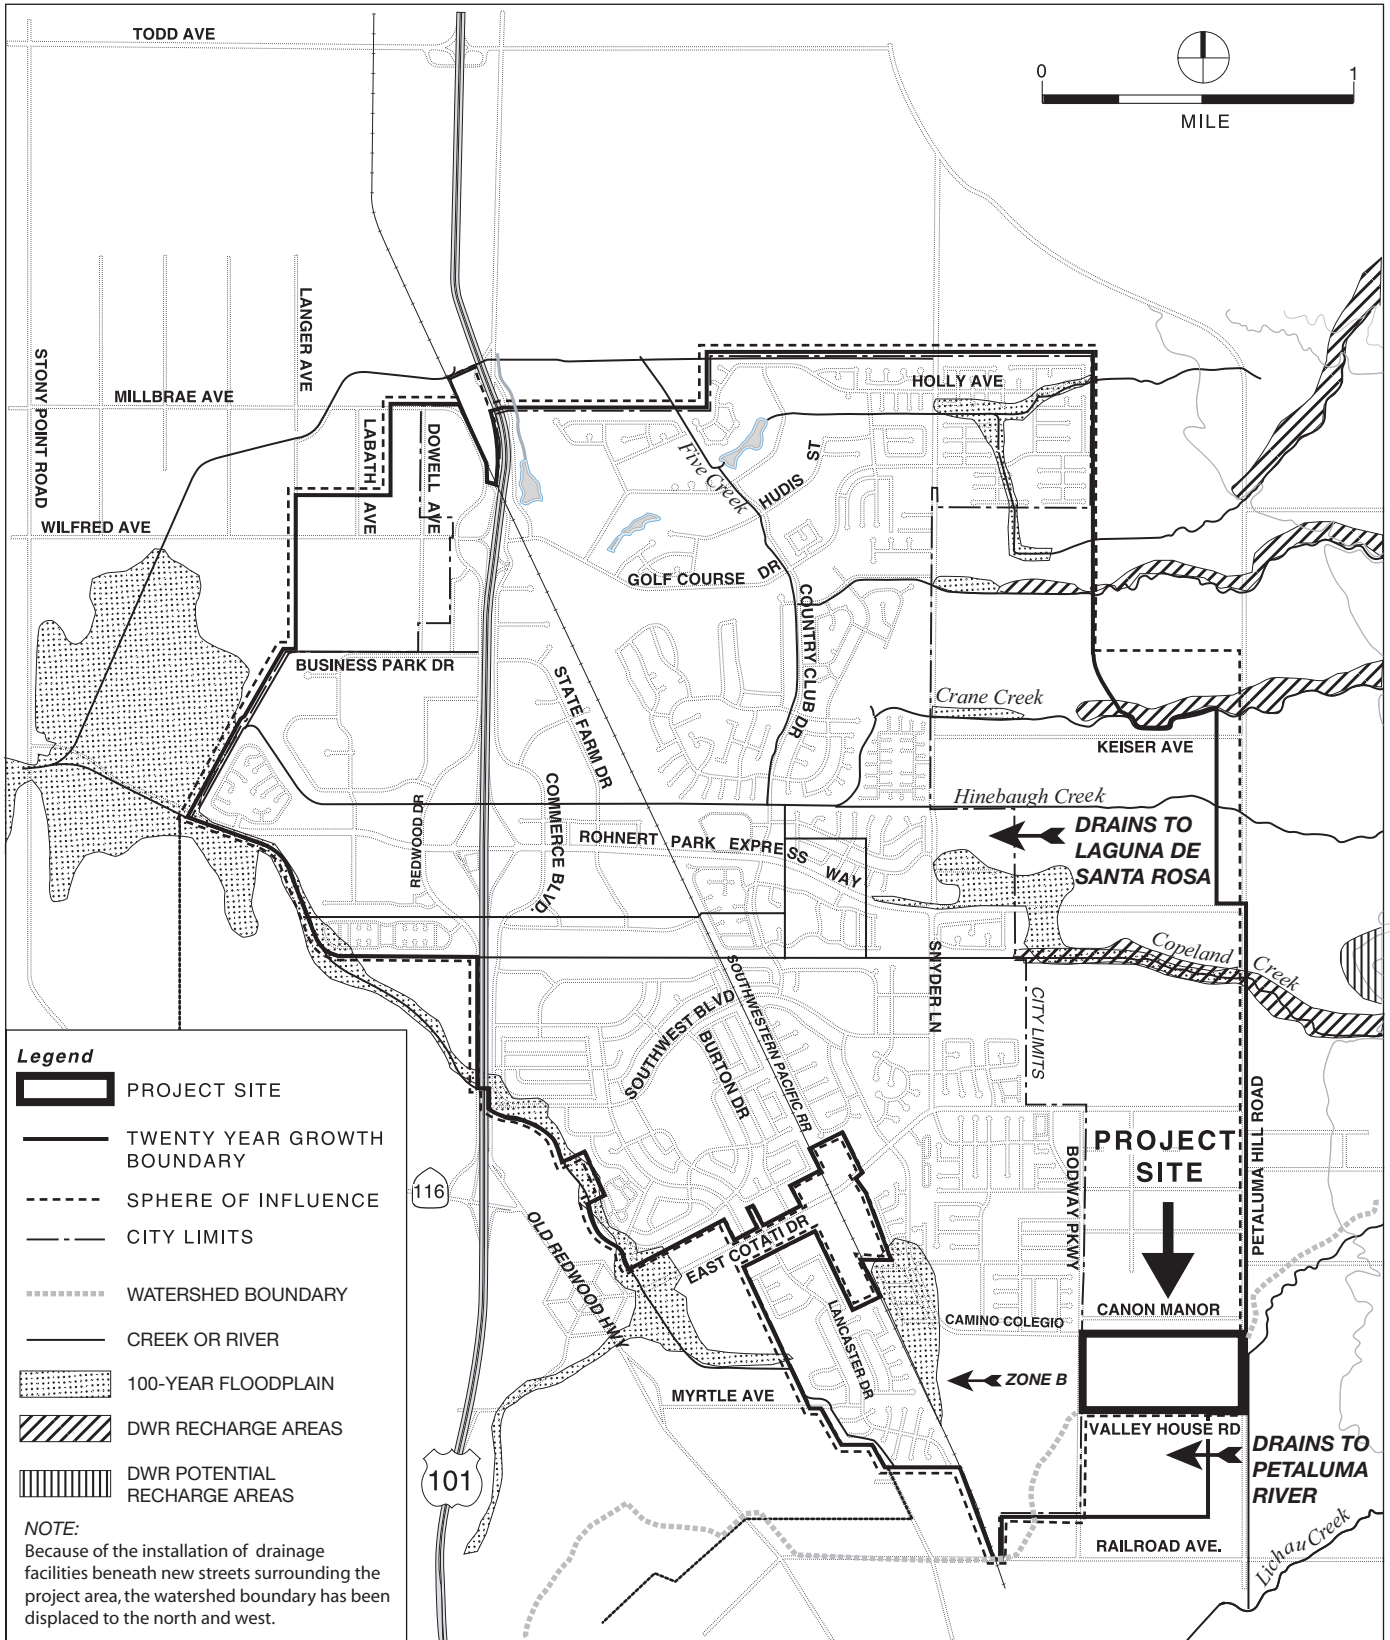 TODD AVE
0
1
MILE
LANGER AVE
STONY POINT ROAD
MILLBRAE AVE
HOLLY AVE
LABATH AVE
DOWELL AVE
Five Creek
HUDIS ST
WILFRED AVE
GOLF COURSE DR
COUNTRY CLUB DR
BUSINESS PARK DR
STATE FARM DR
Crane Creek
KEISER AVE
REDWOOD DR
COMMERCE BLVD.
Hinebaugh Creek
ROHNERT PARK EXPRESS WAY
DRAINS TO
LAGUNA DE
SANTA ROSA
Copeland Creek
SNYDER LN
SOUTHWESTERN PACIFIC RR
SOUTHWEST BLVD
BURTON DR
CITY LIMITS
PETALUMA HILL ROAD
BODWAY PKWY
PROJECT
SITE
116
OLD REDWOOD HWY
EAST COTATI DR
LANCASTER DR
CAMINO COLEGIO
CANON MANOR
ZONE B
MYRTLE AVE
VALLEY HOUSE RD
DRAINS TO
PETALUMA
RIVER
101
RAILROAD AVE.
Lichau Creek
Legend
PROJECT SITE
TWENTY YEAR GROWTH
BOUNDARY
SPHERE OF INFLUENCE
CITY LIMITS
WATERSHED BOUNDARY
CREEK OR RIVER
100-YEAR FLOODPLAIN
DWR RECHARGE AREAS
DWR POTENTIAL
RECHARGE AREAS
NOTE:
Because of the installation of drainage
facilities beneath new streets surrounding the
project area, the watershed boundary has been
displaced to the north and west.